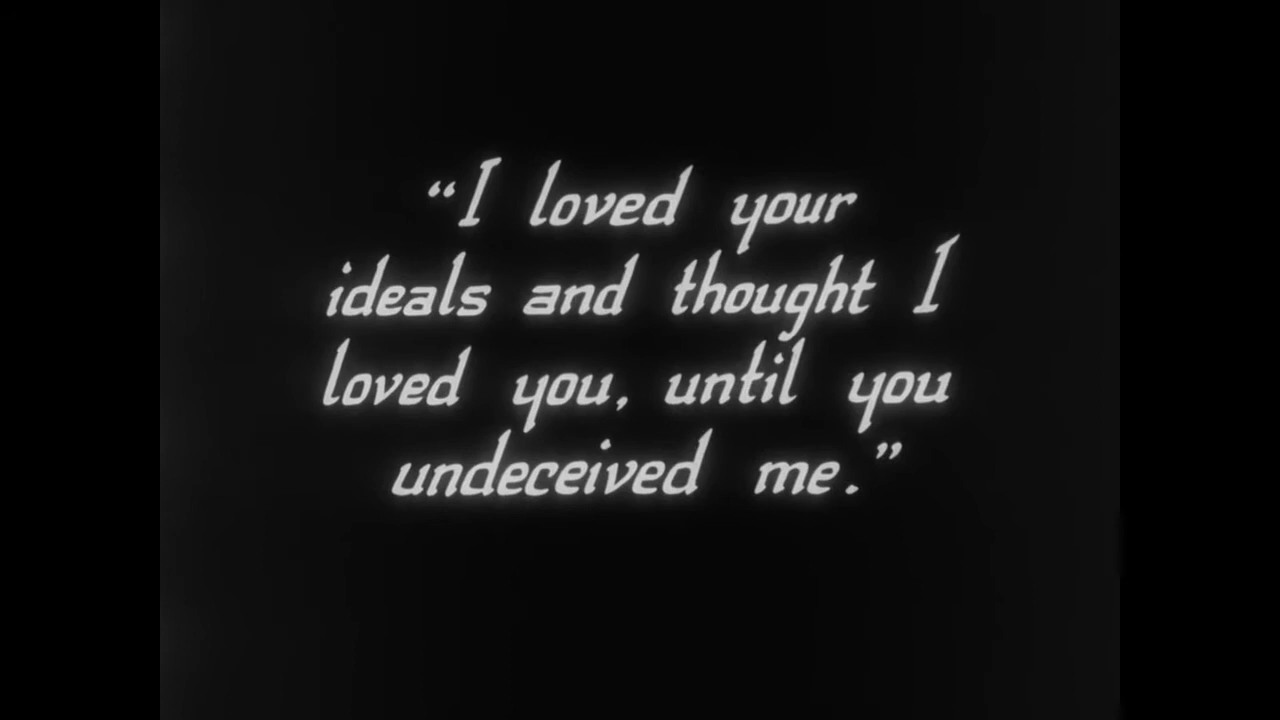 “I loved your
ideals and thought I
loved you, until you
undeceived me.”